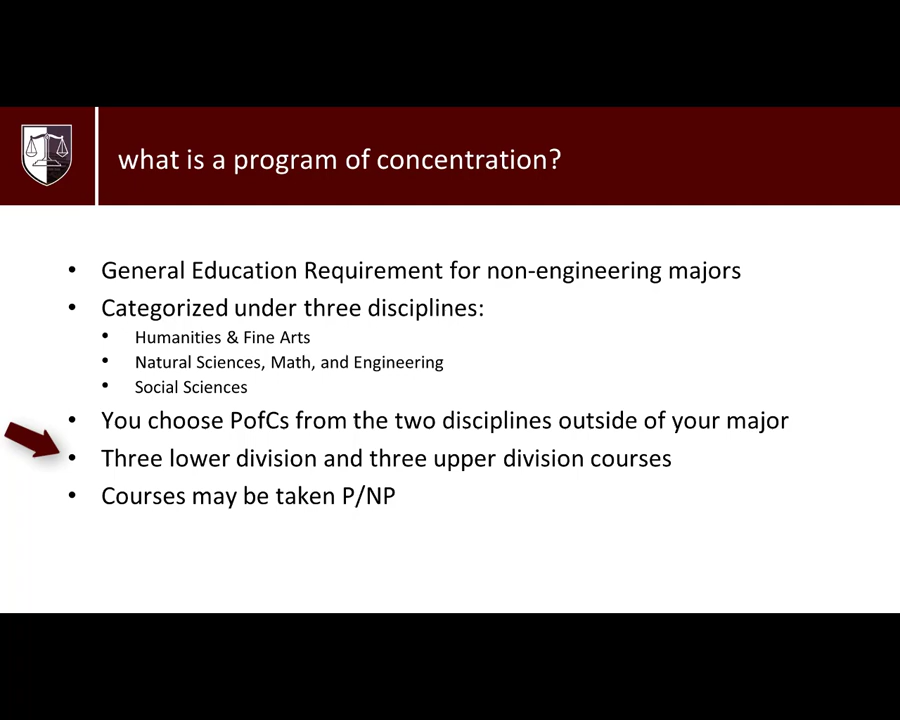 what is a program of concentration?
• General Education Requirement for non-engineering majors
• Categorized under three disciplines:
• Humanities & Fine Arts
• Natural Sciences, Math, and Engineering
• Social Sciences
• You choose PofCs from the two disciplines outside of your major
• Three lower division and three upper division courses
• Courses may be taken P/NP